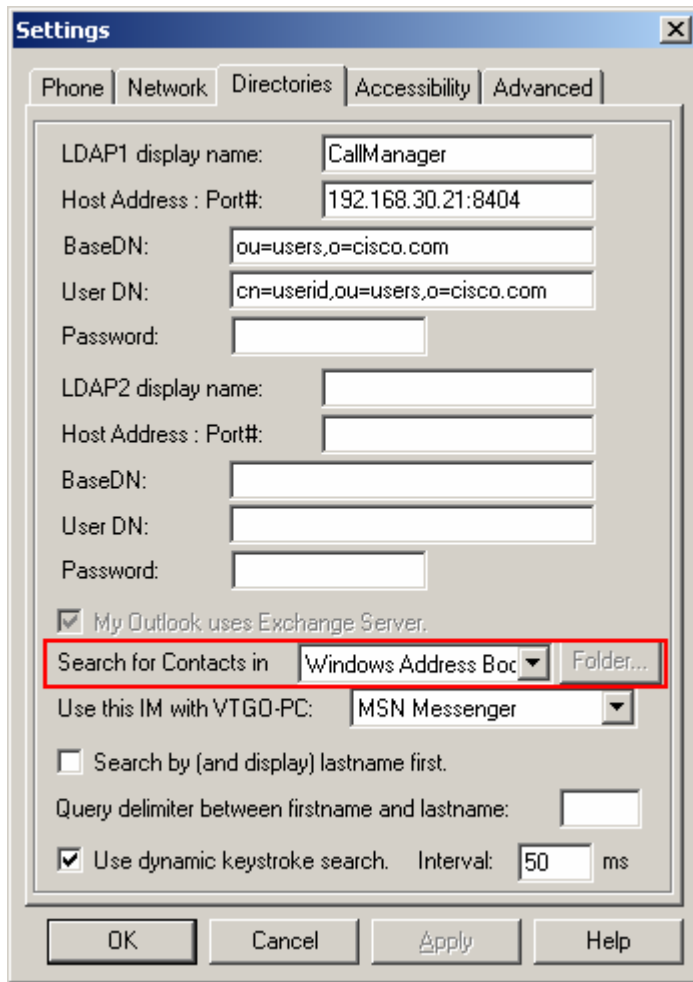 Settings
Phone Network Directories Accessibility Advanced
LDAP1 display name: CallManager
Host Address : Port#: 192.168.30.21:8404
BaseDN: ou=users,o=cisco.com
User DN: cn=userid,ou=users,o=cisco.com
Password:
LDAP2 display name:
Host Address : Port#:
BaseDN:
User DN:
Password:
My Outlook uses Exchange Server.
Search for Contacts in Windows Address Boo Folder...
Use this IM with VTGO-PC: MSN Messenger
Search by (and display) lastname first.
Query delimiter between firstname and lastname:
Use dynamic keystroke search. Interval: 50 ms
OK Cancel Apply Help